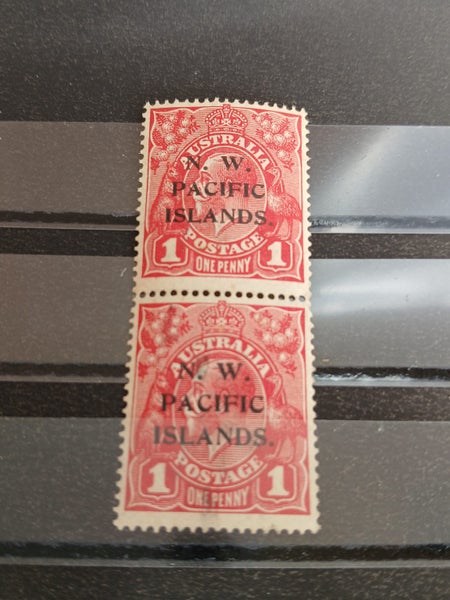 AUSTRALIA
N. W.
PACIFIC
ISLANDS.
POSTAGE
1 ONE PENNY 1
AUSTRALIA
N. W.
PACIFIC
ISLANDS.
POSTAGE
1 ONE PENNY 1